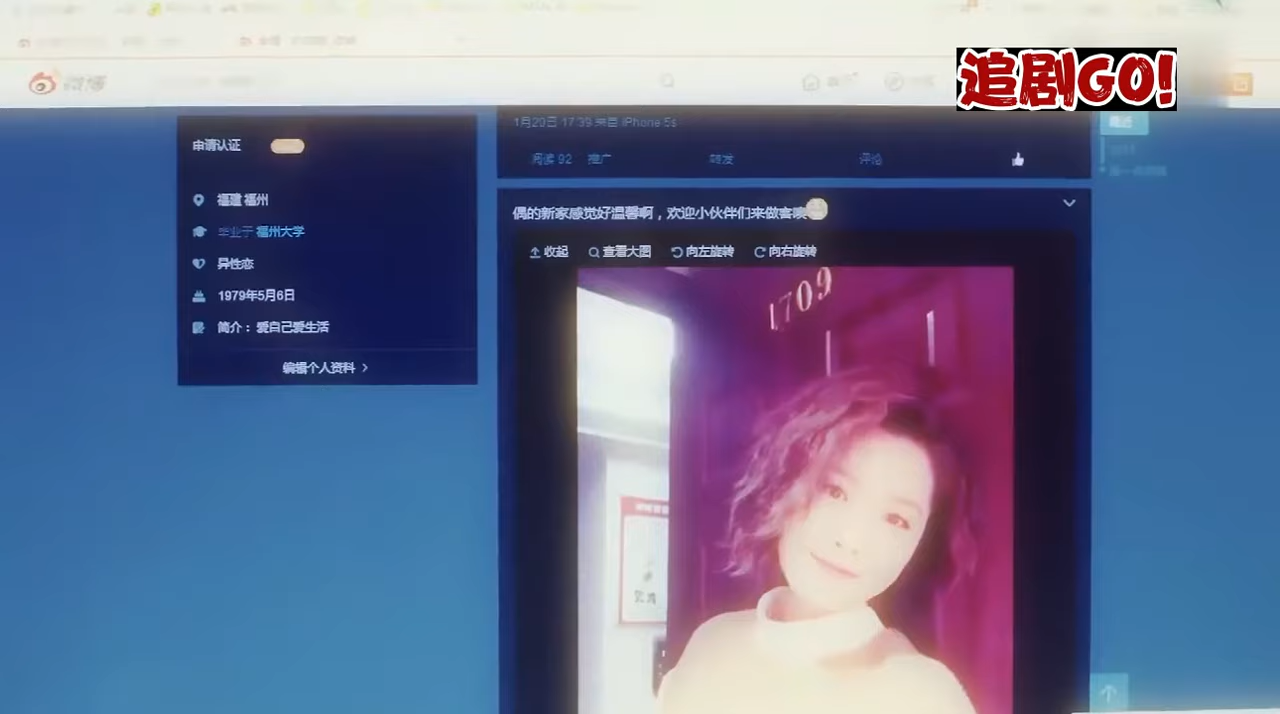 追剧GO!
微博
申请认证
福建 福州
毕业于 福州大学
异性恋
1979年5月6日
简介：爱自己爱生活
编辑个人资料
1月29日 17:39 来自 iPhone 5s
阅读 92 推广 转发 评论
偶的新家感觉好温馨啊，欢迎小伙伴们来做客噢
收起 查看大图 向左旋转 向右旋转
1709